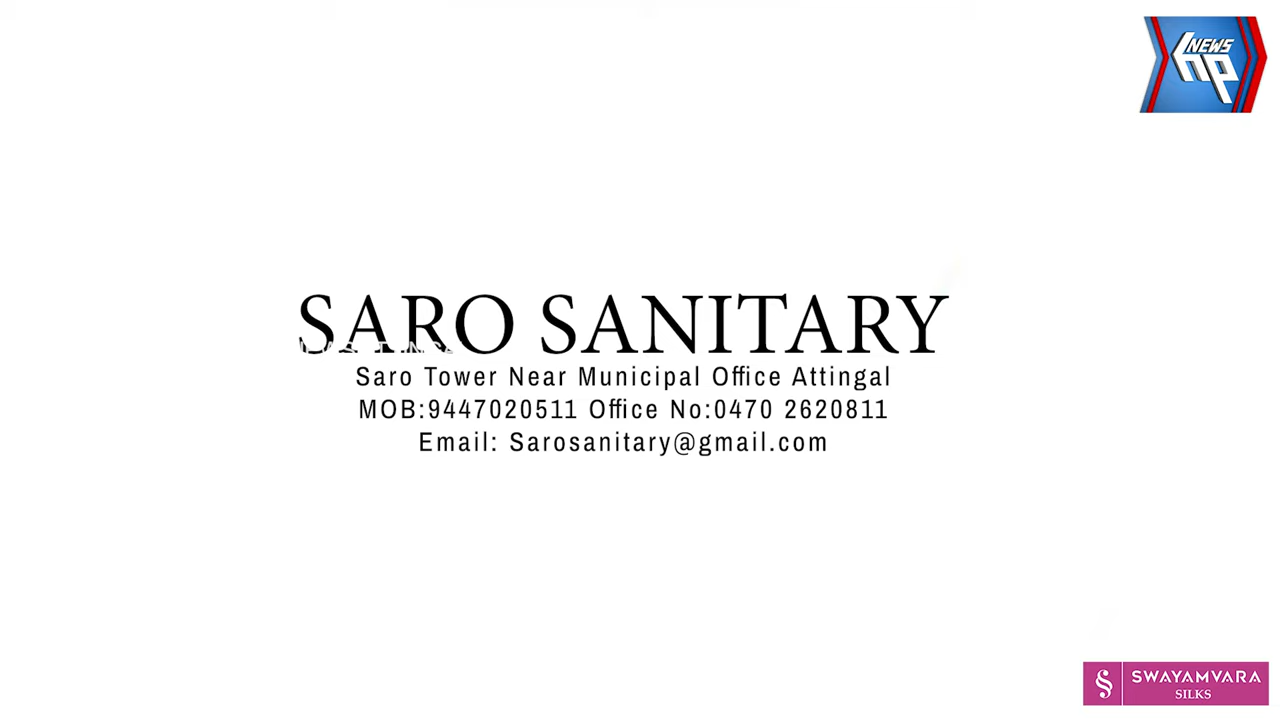 NEWS
hp
SARO SANITARY
Saro Tower Near Municipal Office Attingal
MOB:9447020511 Office No:0470 2620811
Email: Sarosanitary@gmail.com
SWAYAMVARA
SILKS